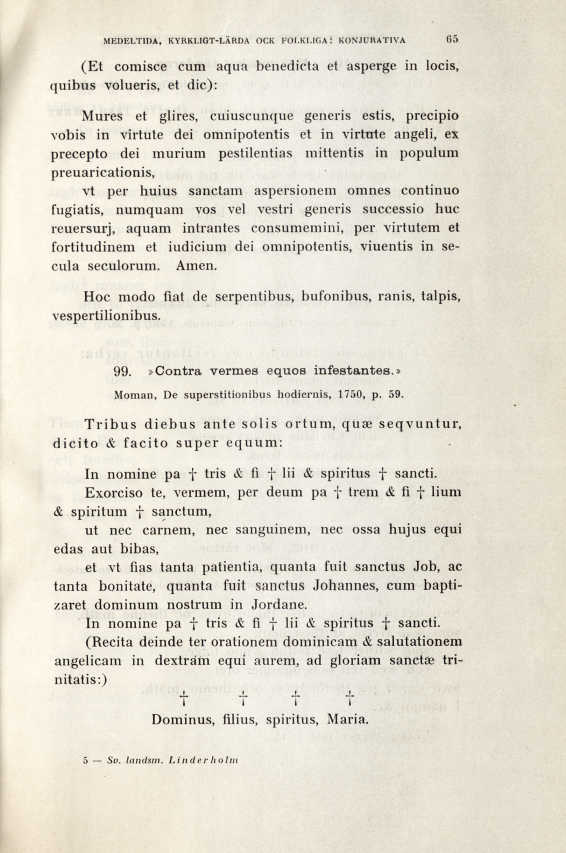 MEDELTIDA, KYRKLIGT-LÄRDA OCK FOLKLIGA: KONJURATIVA 65
(Et comisce cum aqua benedicta et asperge in locis,
quibus volueris, et dic):
Mures et glires, cuiuscunque generis estis, precipio
vobis in virtute dei omnipotentis et in virtute angeli, ex
precepto dei murium pestilentias mittentis in populum
preuaricationis,
vt per huius sanctam aspersionem omnes continuo
fugiatis, numquam vos vel vestri generis successio huc
reuersurj, aquam intrantes consumemini, per virtutem et
fortitudinem et iudicium dei omnipotentis, viuentis in se-
cula seculorum. Amen.
Hoc modo fiat de serpentibus, bufonibus, ranis, talpis,
vespertilionibus.
99. »Contra vermes equos infestantes.»
Moman, De superstitionibus hodiernis, 1750, p. 59.
Tribus diebus ante solis ortum, quæ seqvuntur,
dicito & facito super equum:
In nomine pa † tris & fi † lii & spiritus † sancti.
Exorciso te, vermem, per deum pa † trem & fi † lium
& spiritum † sanctum,
ut nec carnem, nec sanguinem, nec ossa hujus equi
edas aut bibas,
et vt fias tanta patientia, quanta fuit sanctus Job, ac
tanta bonitate, quanta fuit sanctus Johannes, cum bapti-
zaret dominum nostrum in Jordane.
In nomine pa † tris & fi † lii & spiritus † sancti.
(Recita deinde ter orationem dominicam & salutationem
angelicam in dextram equi aurem, ad gloriam sanctæ tri-
nitatis:)
† † † †
Dominus, filius, spiritus, Maria.
5 — Sv. landsm. Linderholm